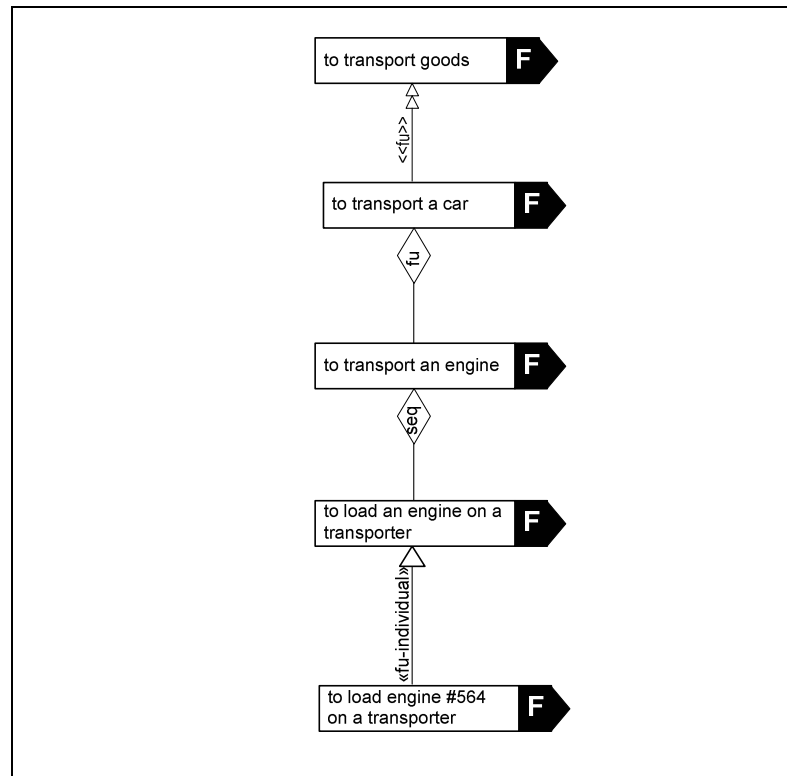 to transport goods F
<<fu>>
to transport a car F
fu
to transport an engine F
seq
to load an engine on a
transporter
F
«fu-individual»
to load engine #564
on a transporter
F